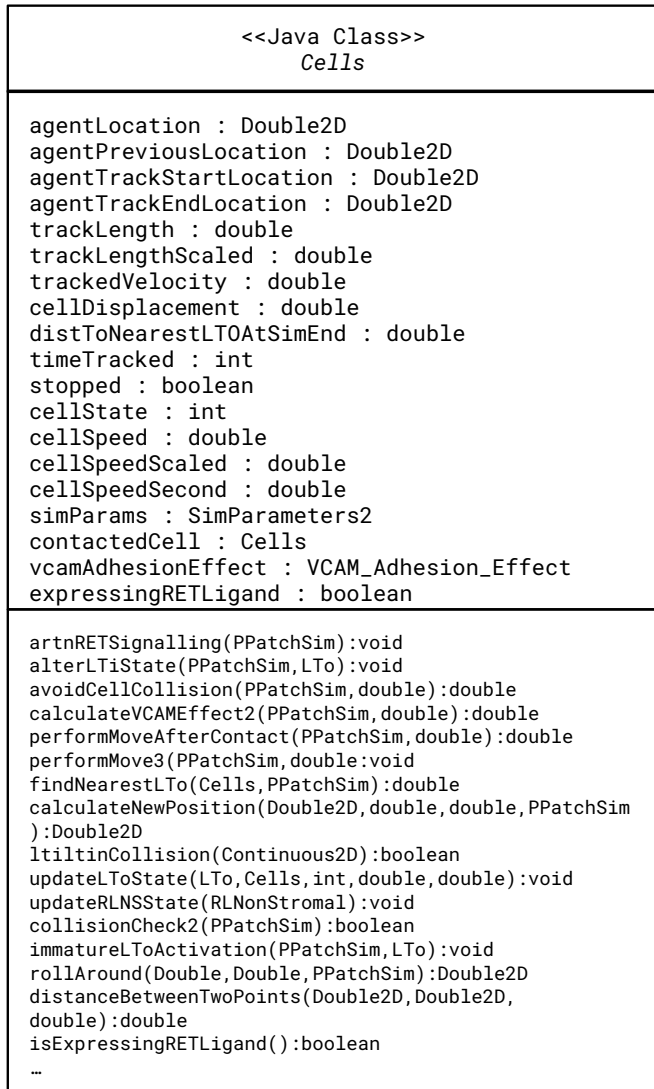 <<Java Class>>
Cells
agentLocation : Double2D
agentPreviousLocation : Double2D
agentTrackStartLocation : Double2D
agentTrackEndLocation : Double2D
trackLength : double
trackLengthScaled : double
trackedVelocity : double
cellDisplacement : double
distToNearestLTOAtSimEnd : double
timeTracked : int
stopped : boolean
cellState : int
cellSpeed : double
cellSpeedScaled : double
cellSpeedSecond : double
simParams : SimParameters2
contactedCell : Cells
vcamAdhesionEffect : VCAM_Adhesion_Effect
expressingRETLigand : boolean
artnRETSignalling(PPatchSim):void
alterLTiState(PPatchSim,LTo):void
avoidCellCollision(PPatchSim,double):double
calculateVCAMEffect2(PPatchSim,double):double
performMoveAfterContact(PPatchSim,double):double
performMove3(PPatchSim,double:void
findNearestLTo(Cells,PPatchSim):double
calculateNewPosition(Double2D,double,double,PPatchSim
):Double2D
ltiltinCollision(Continuous2D):boolean
updateLToState(LTo,Cells,int,double,double):void
updateRLNSState(RLNonStromal):void
collisionCheck2(PPatchSim):boolean
immatureLToActivation(PPatchSim,LTo):void
rollAround(Double,Double,PPatchSim):Double2D
distanceBetweenTwoPoints(Double2D,Double2D,
double):double
isExpressingRETLigand():boolean
…